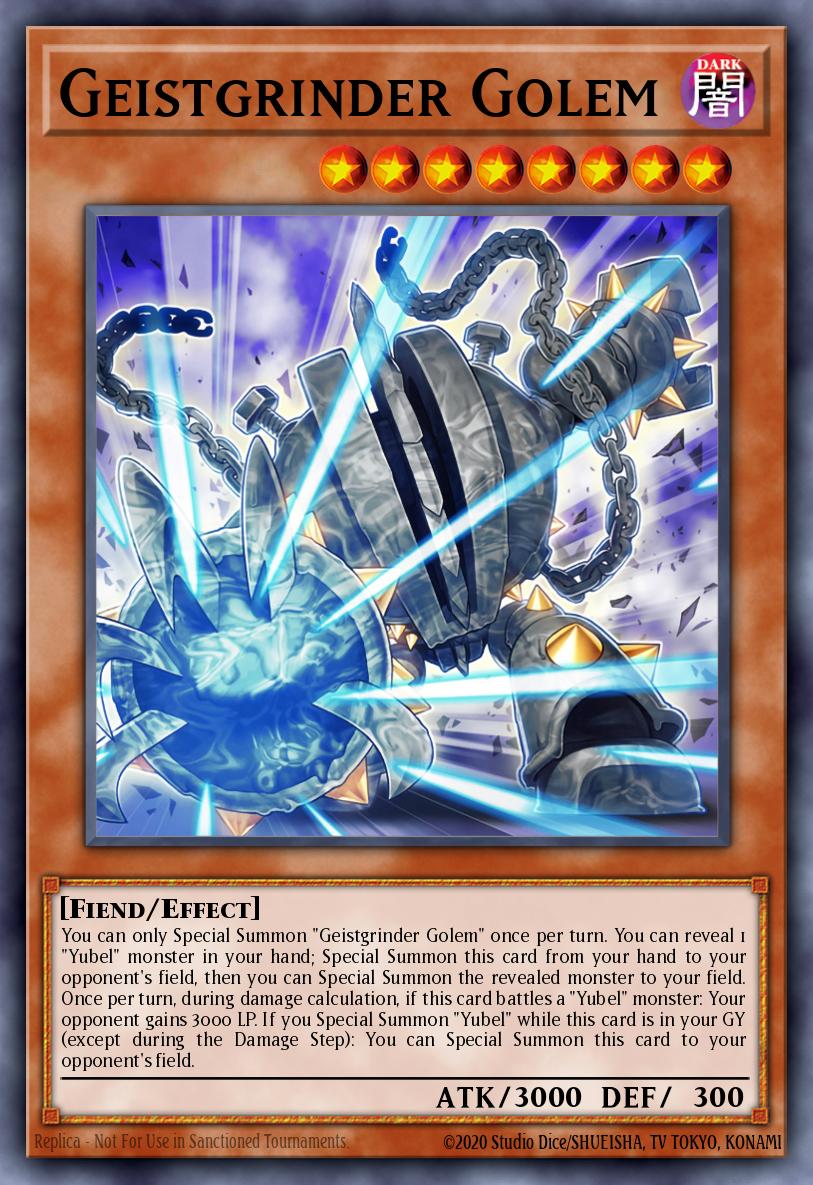 Geistgrinder Golem
DARK
闇
[Fiend/Effect]
You can only Special Summon "Geistgrinder Golem" once per turn. You can reveal 1
"Yubel" monster in your hand; Special Summon this card from your hand to your
opponent's field, then you can Special Summon the revealed monster to your field.
Once per turn, during damage calculation, if this card battles a "Yubel" monster: Your
opponent gains 3000 LP. If you Special Summon "Yubel" while this card is in your GY
(except during the Damage Step): You can Special Summon this card to your
opponent's field.
ATK/3000 DEF/ 300
Replica - Not For Use in Sanctioned Tournaments.
©2020 Studio Dice/SHUEISHA, TV TOKYO, KONAMI